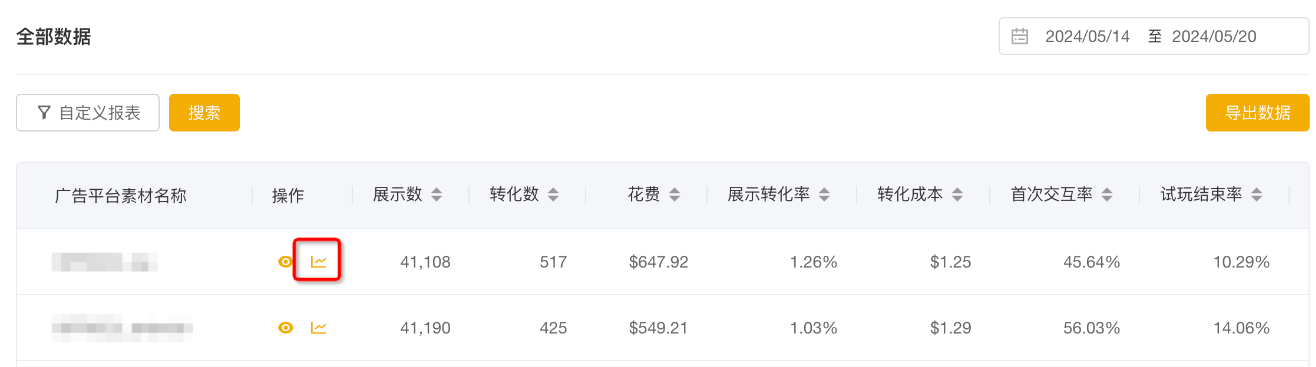 全部数据
2024/05/14 至 2024/05/20
自定义报表 搜索 导出数据
广告平台素材名称 操作 展示数 转化数 花费 展示转化率 转化成本 首次交互率 试玩结束率
41,108 517 $647.92 1.26% $1.25 45.64% 10.29%
41,190 425 $549.21 1.03% $1.29 56.03% 14.06%